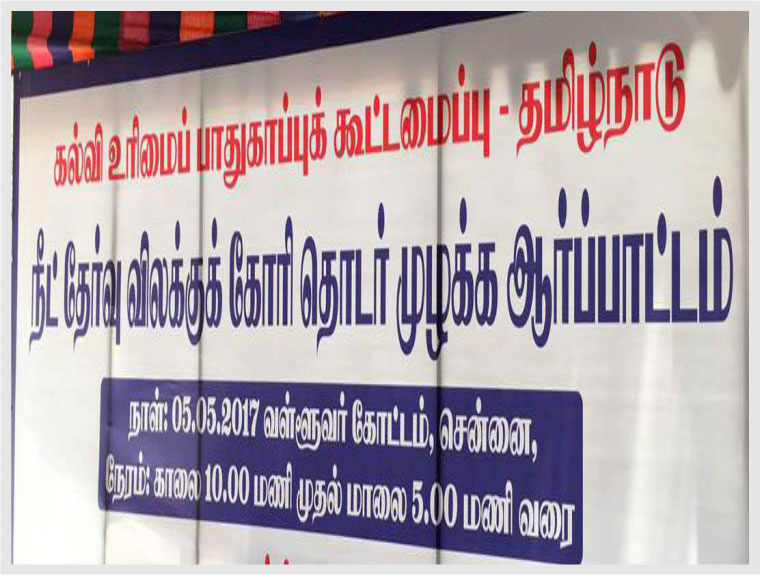 கல்வி உரிமைப் பாதுகாப்புக் கூட்டமைப்பு - தமிழ்நாடு
நீட் தேர்வு விலக்குக் கோரி தொடர் முழக்க ஆர்ப்பாட்டம்
நாள்: 05.05.2017 வள்ளூவர் கோட்டம், சென்னை,
நேரம்: காலை 10.00 மணி முதல் மாலை 5.00 மணி வரை